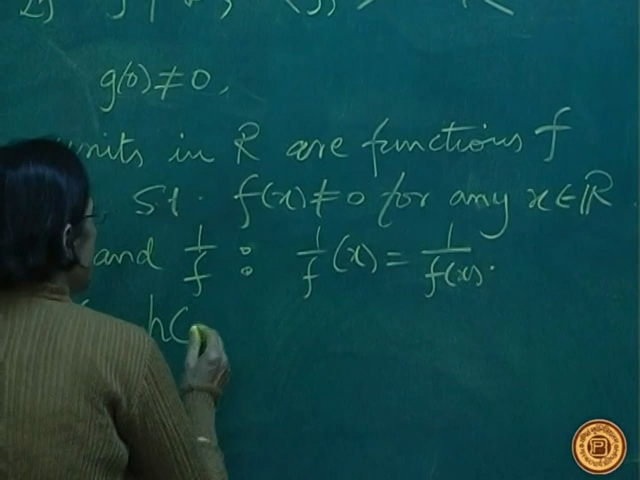 g(0) ≠ 0,
units in R are functions f
s.t. f(x) ≠ 0 for any x ∈ ℝ.
and 1/f : 1/f (x) = 1/f(x).
h(